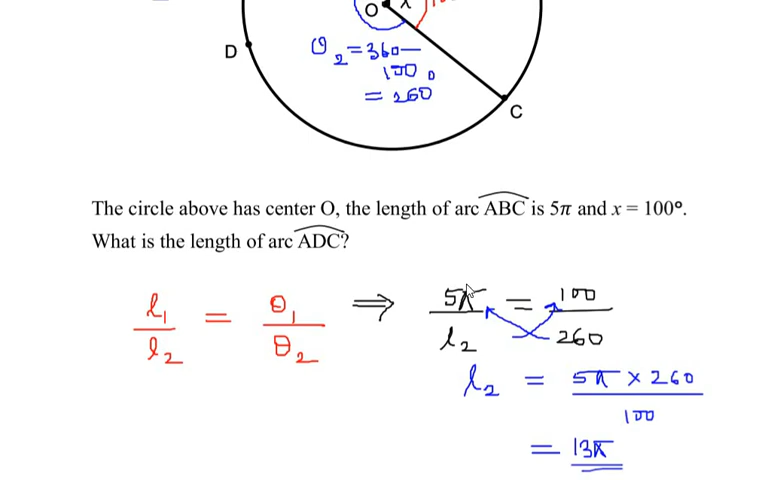 O x
D
θ₂ = 360 —
100°
= 260
C
The circle above has center O, the length of arc ABC is 5π and x = 100°.
What is the length of arc ADC?
l₁/l₂ = θ₁/θ₂ ⇒ 5π/l₂ = 100/260
l₂ = 5π × 260/100
= 13π